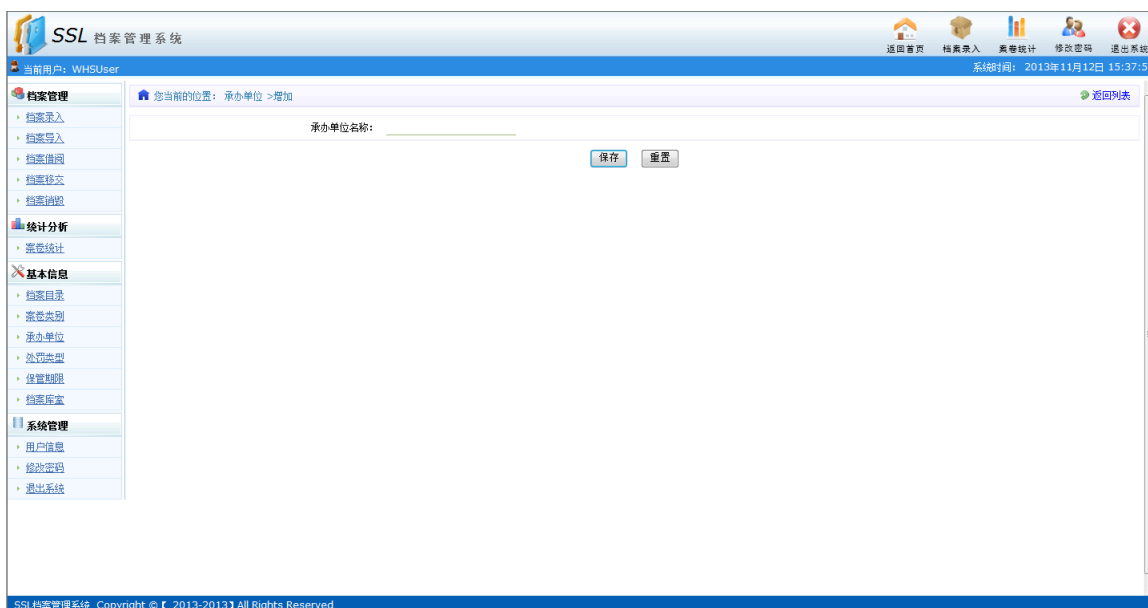 SSL 档案管理系统
返回首页 档案录入 案卷统计 修改密码 退出系统
当前用户: WHSUser
系统时间: 2013年11月12日 15:37:5
档案管理
档案录入
档案导入
档案借阅
档案移交
档案销毁
统计分析
案卷统计
基本信息
档案目录
案卷类别
承办单位
处罚类型
保管期限
档案库室
系统管理
用户信息
修改密码
退出系统
您当前的位置: 承办单位 >增加
返回列表
承办单位名称:
保存 重置
SSL档案管理系统 Copyright ©【 2013-2013】All Rights Reserved